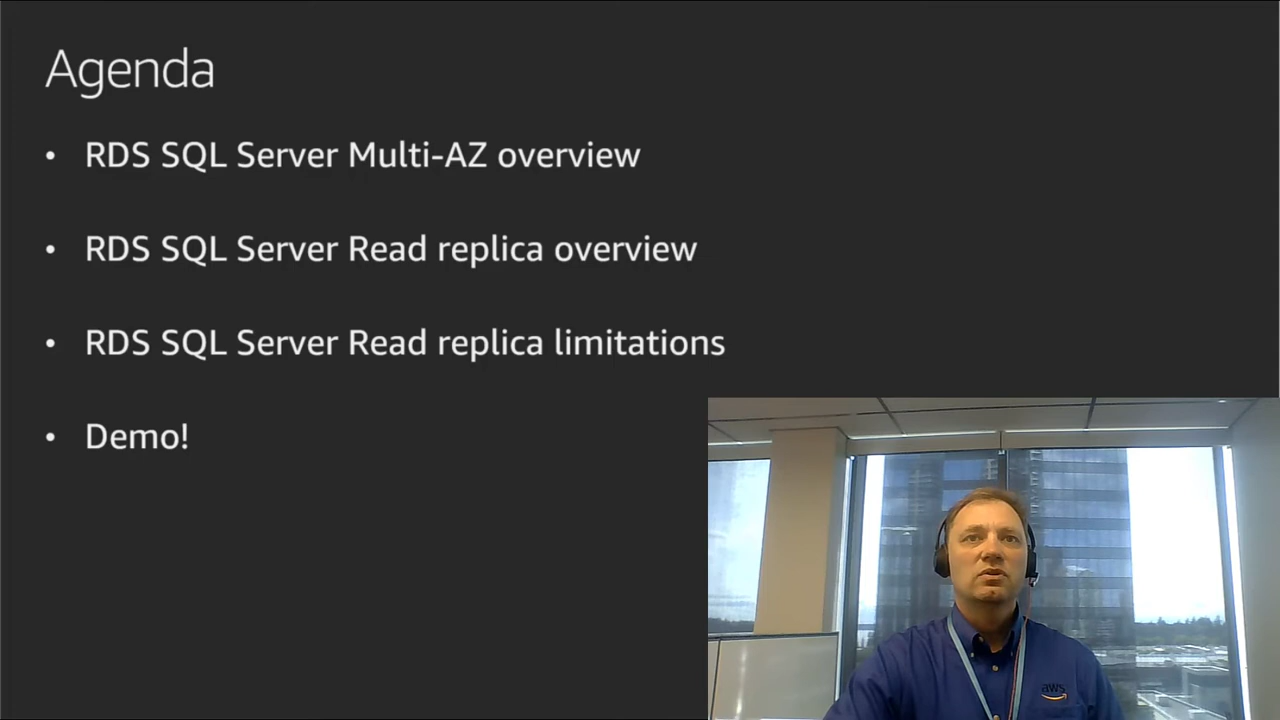 Agenda
• RDS SQL Server Multi-AZ overview
• RDS SQL Server Read replica overview
• RDS SQL Server Read replica limitations
• Demo!
aws